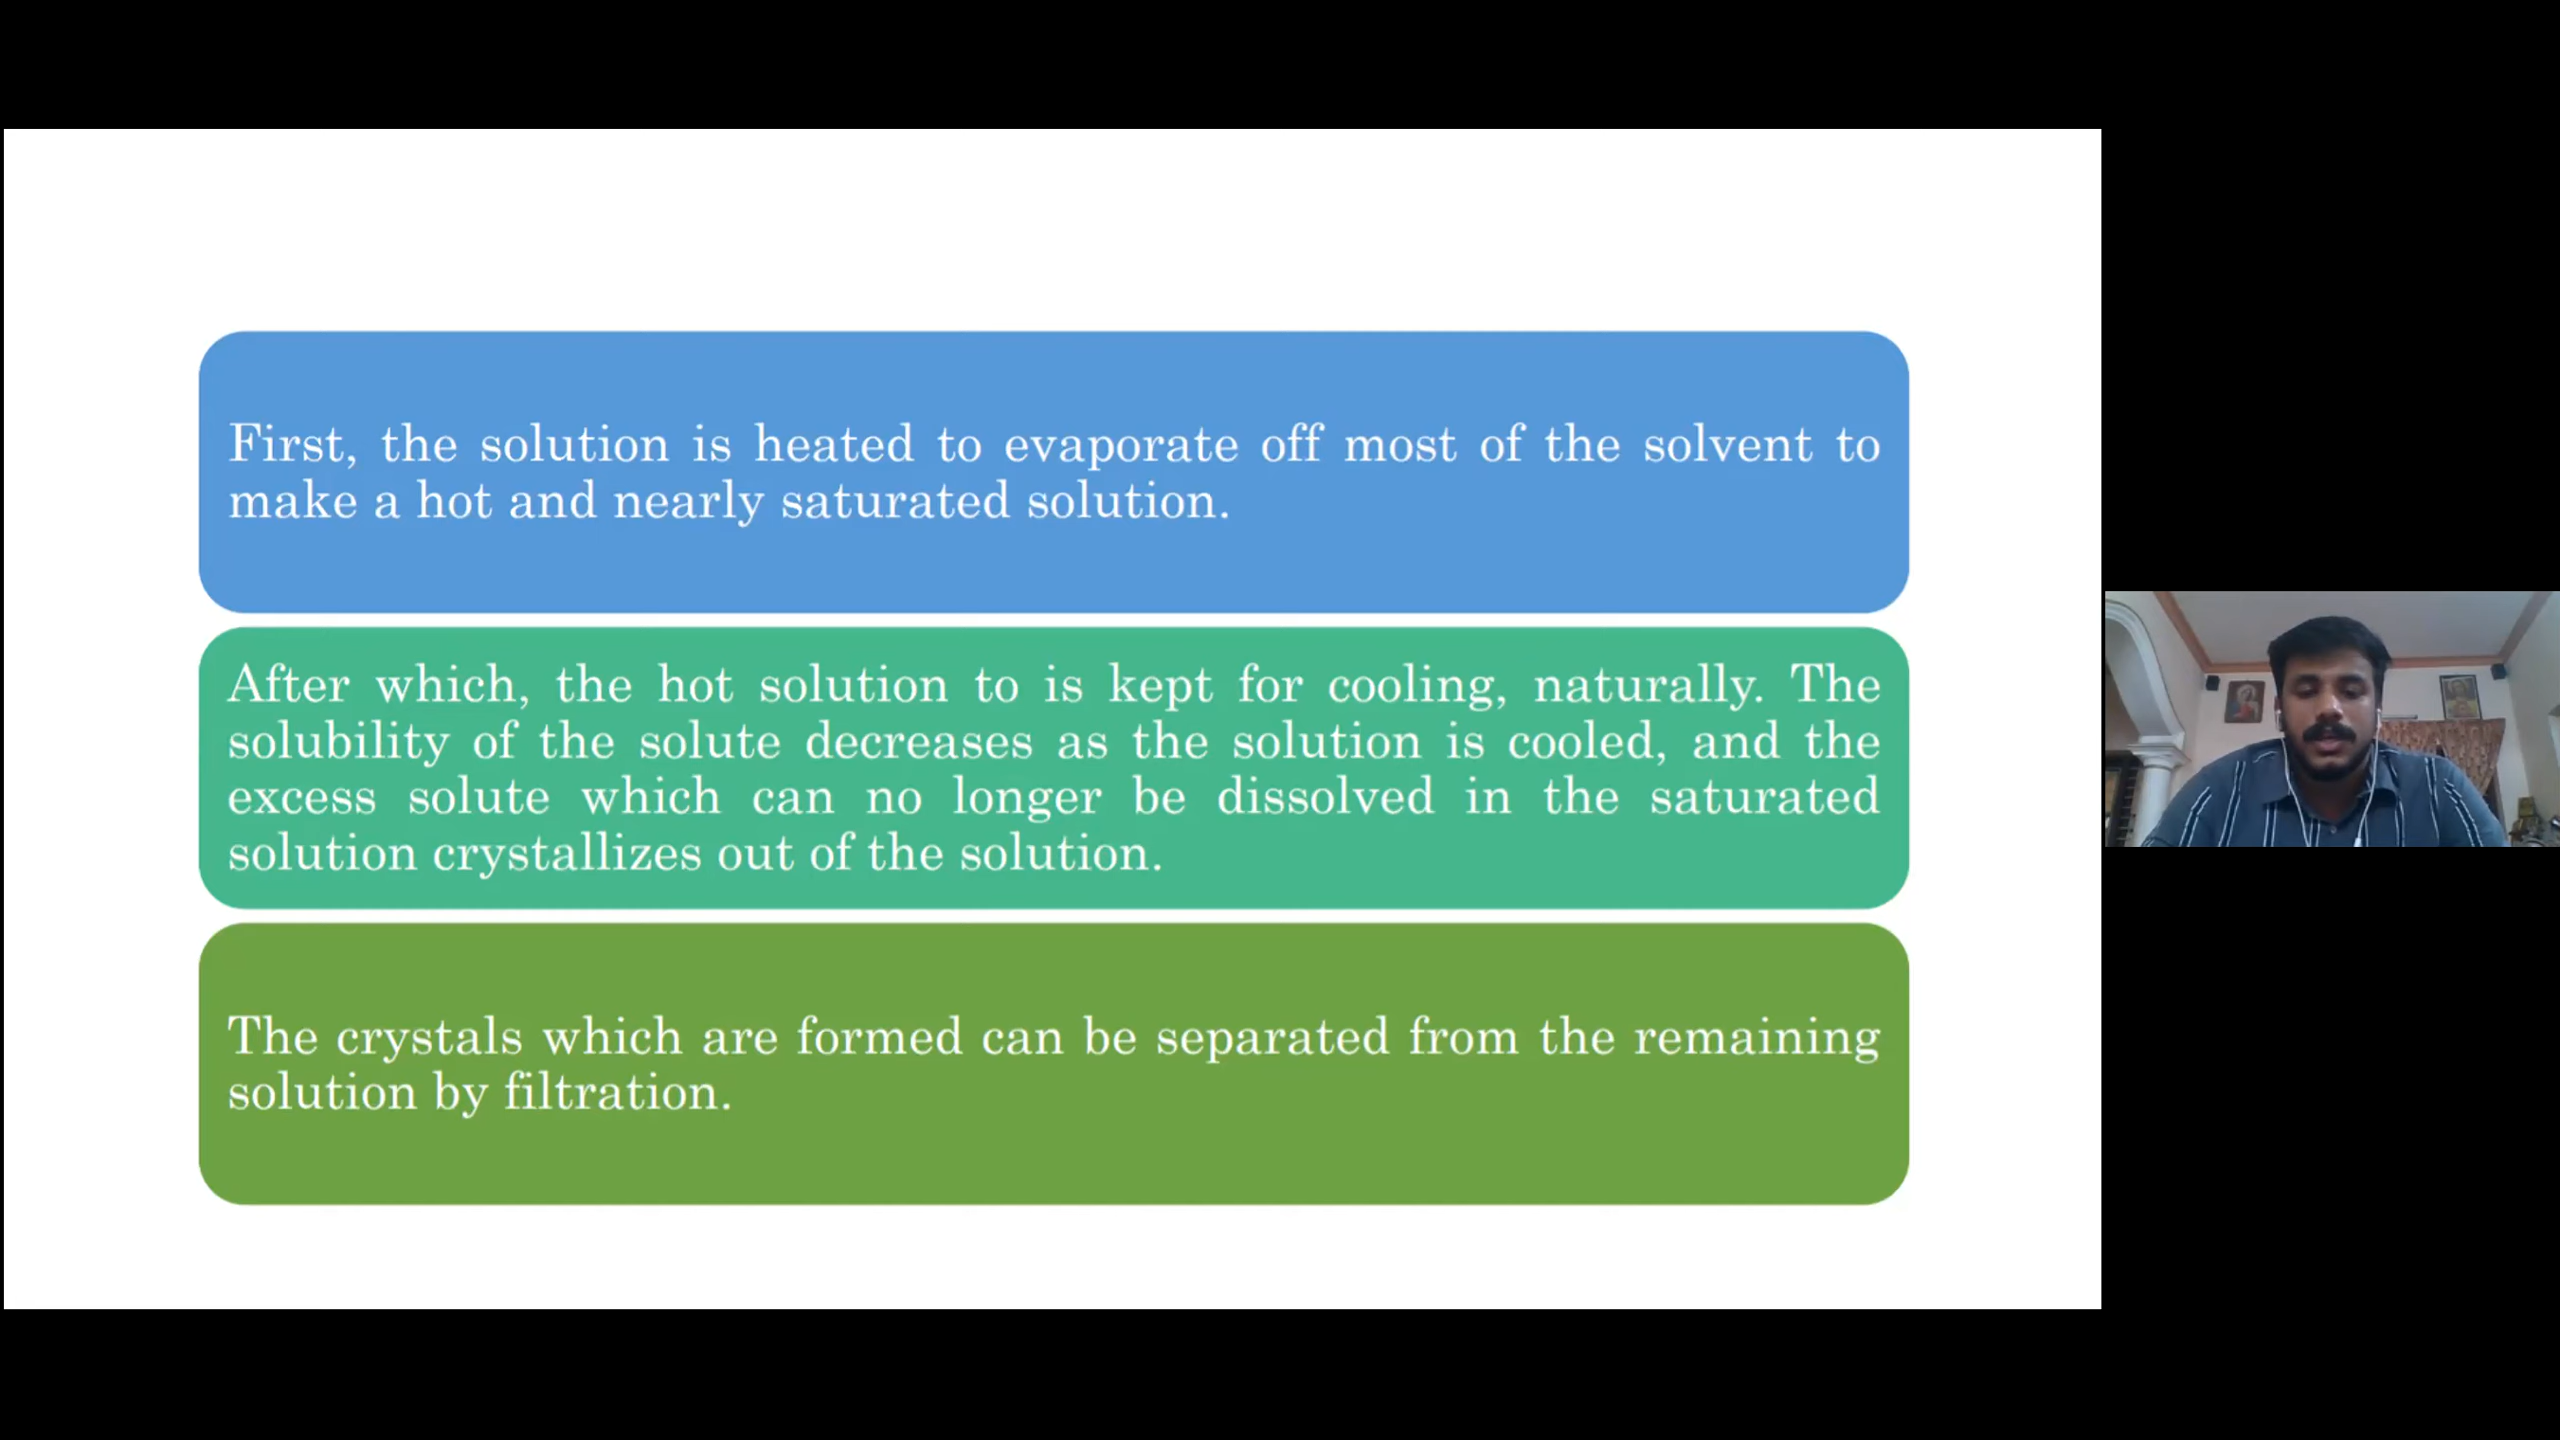 First, the solution is heated to evaporate off most of the solvent to
make a hot and nearly saturated solution.
After which, the hot solution to is kept for cooling, naturally. The
solubility of the solute decreases as the solution is cooled, and the
excess solute which can no longer be dissolved in the saturated
solution crystallizes out of the solution.
The crystals which are formed can be separated from the remaining
solution by filtration.